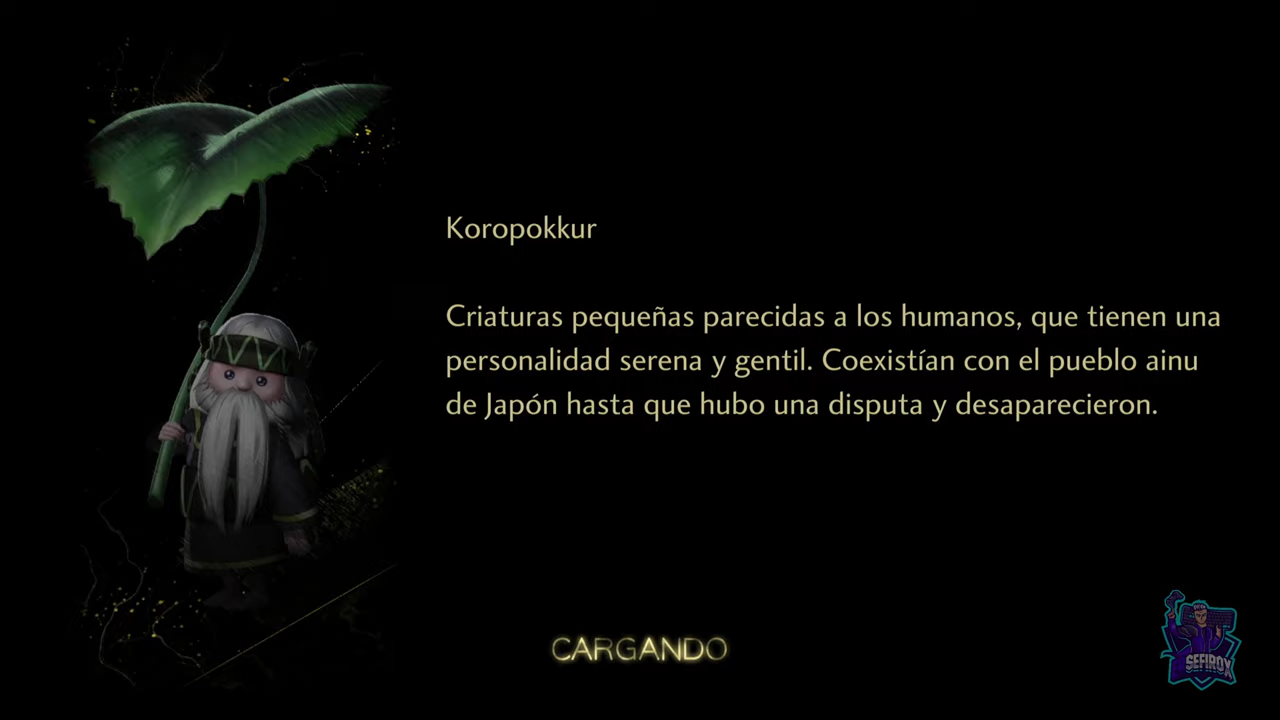 Koropokkur
Criaturas pequeñas parecidas a los humanos, que tienen una
personalidad serena y gentil. Coexistían con el pueblo ainu
de Japón hasta que hubo una disputa y desaparecieron.
CARGANDO
SEFIROX